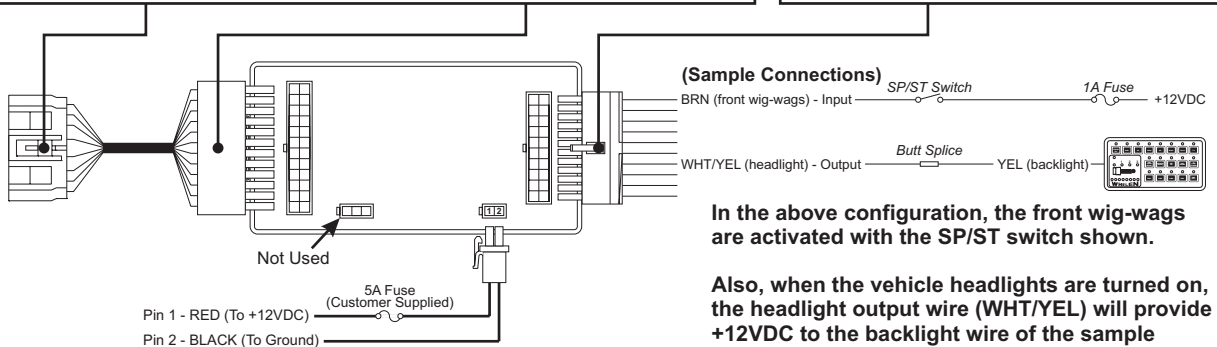 (Sample Connections)
BRN (front wig-wags) - Input
SP/ST Switch
1A Fuse
+12VDC
WHT/YEL (headlight) - Output
Butt Splice
YEL (backlight)
WHELEN
1 2
Not Used
5A Fuse
(Customer Supplied)
Pin 1 - RED (To +12VDC)
Pin 2 - BLACK (To Ground)
In the above configuration, the front wig-wags
are activated with the SP/ST switch shown.
Also, when the vehicle headlights are turned on,
the headlight output wire (WHT/YEL) will provide
+12VDC to the backlight wire of the sample